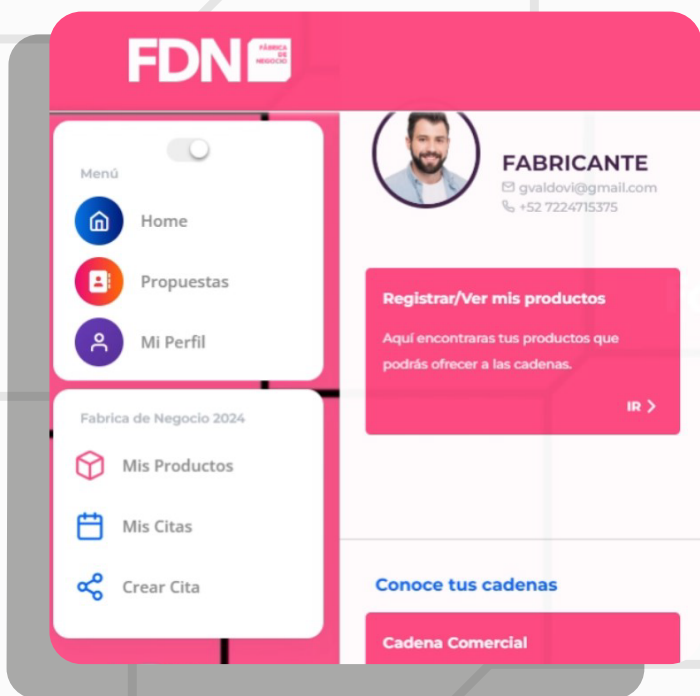 FDN
FÁBRICA
DE
NEGOCIO
Menú
Home
Propuestas
Mi Perfil
Fabrica de Negocio 2024
Mis Productos
Mis Citas
Crear Cita
FABRICANTE
gvaldovi@gmail.com
+52 7224715375
Registrar/Ver mis productos
Aquí encontraras tus productos que
podrás ofrecer a las cadenas.
IR
Conoce tus cadenas
Cadena Comercial